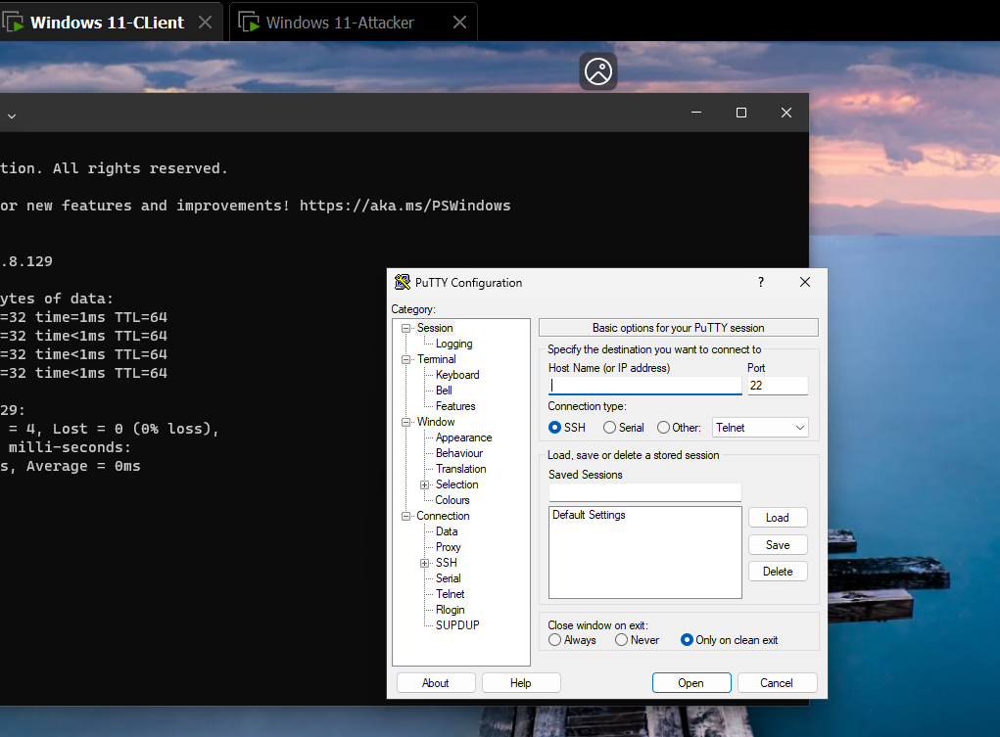 Windows 11-CLient
Windows 11-Attacker
tion. All rights reserved.
or new features and improvements! https://aka.ms/PSWindows
.8.129
ytes of data:
=32 time=1ms TTL=64
=32 time<1ms TTL=64
=32 time<1ms TTL=64
=32 time<1ms TTL=64
29:
= 4, Lost = 0 (0% loss),
milli-seconds:
s, Average = 0ms
PuTTY Configuration
?
Category:
Session
Logging
Terminal
Keyboard
Bell
Features
Window
Appearance
Behaviour
Translation
Selection
Colours
Connection
Data
Proxy
SSH
Serial
Telnet
Rlogin
SUPDUP
Basic options for your PuTTY session
Specify the destination you want to connect to
Host Name (or IP address) Port
22
Connection type:
SSH Serial Other: Telnet
Load, save or delete a stored session
Saved Sessions
Default Settings
Load
Save
Delete
Close window on exit:
Always Never Only on clean exit
About Help Open Cancel